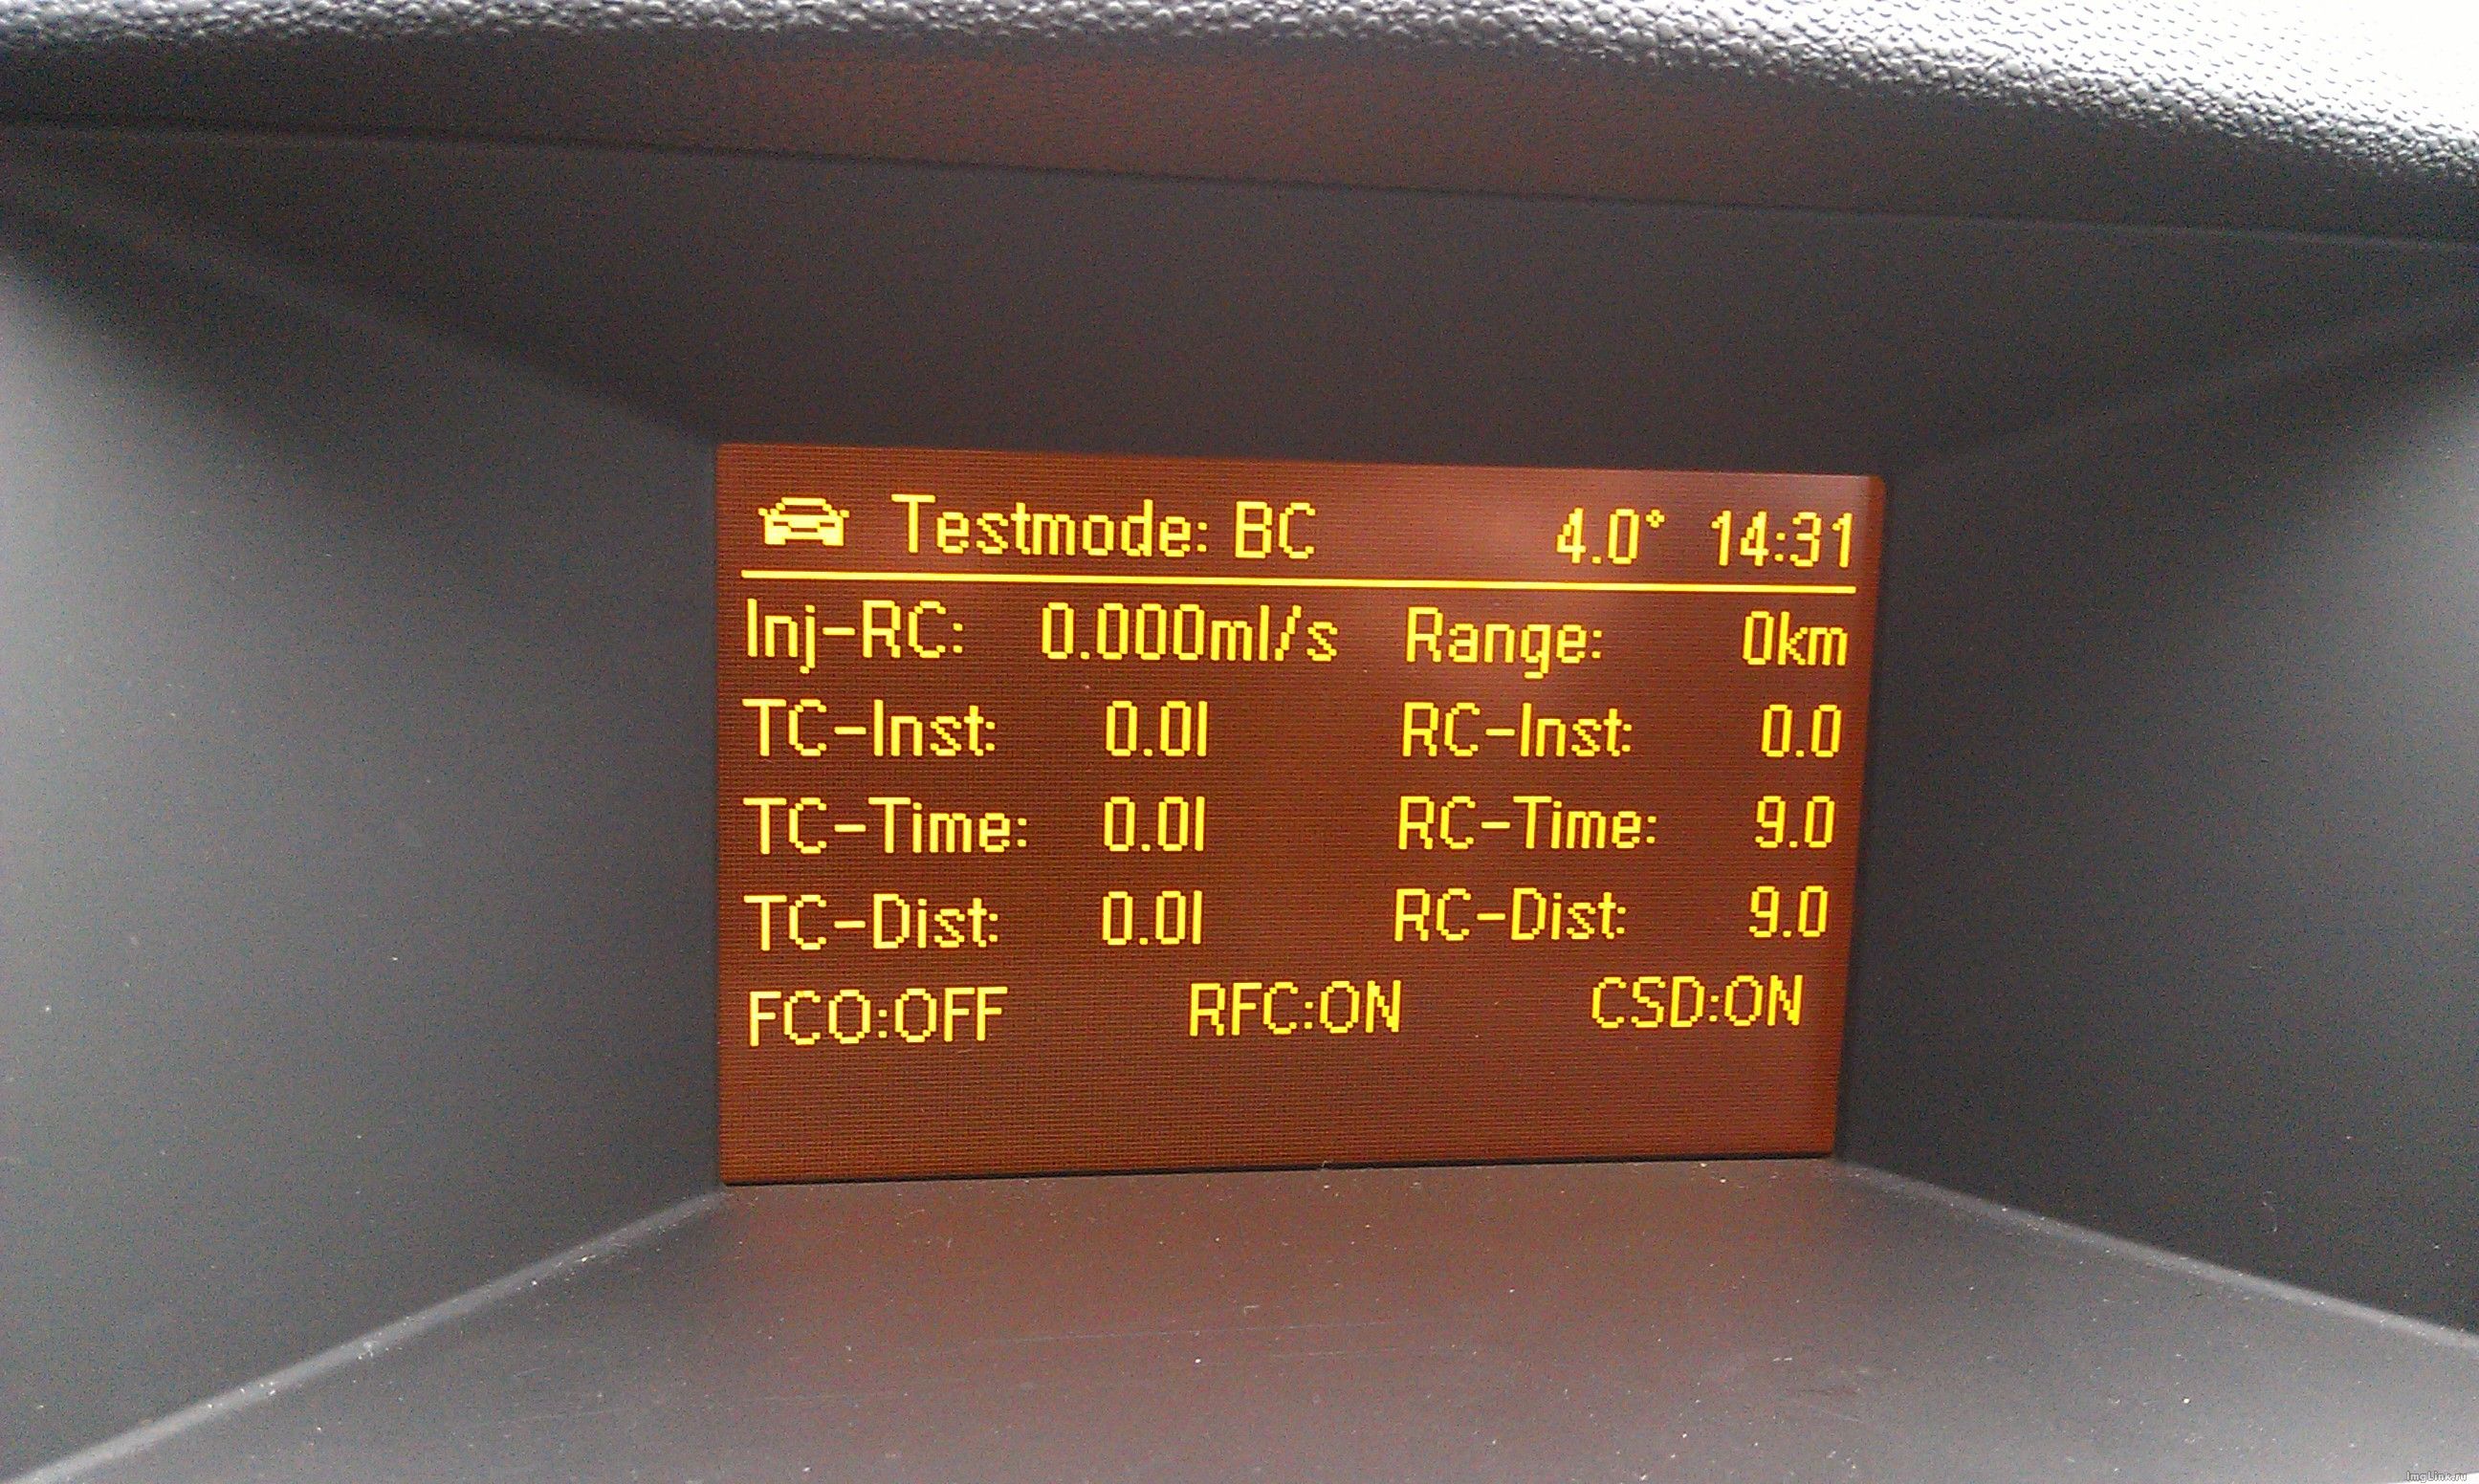 Testmode: BC 4.0° 14:31
Inj-RC: 0.000ml/s Range: 0km
TC-Inst: 0.0l RC-Inst: 0.0
TC-Time: 0.0l RC-Time: 9.0
TC-Dist: 0.0l RC-Dist: 9.0
FCO:OFF RFC:ON CSD:ON
ImgLink.ru